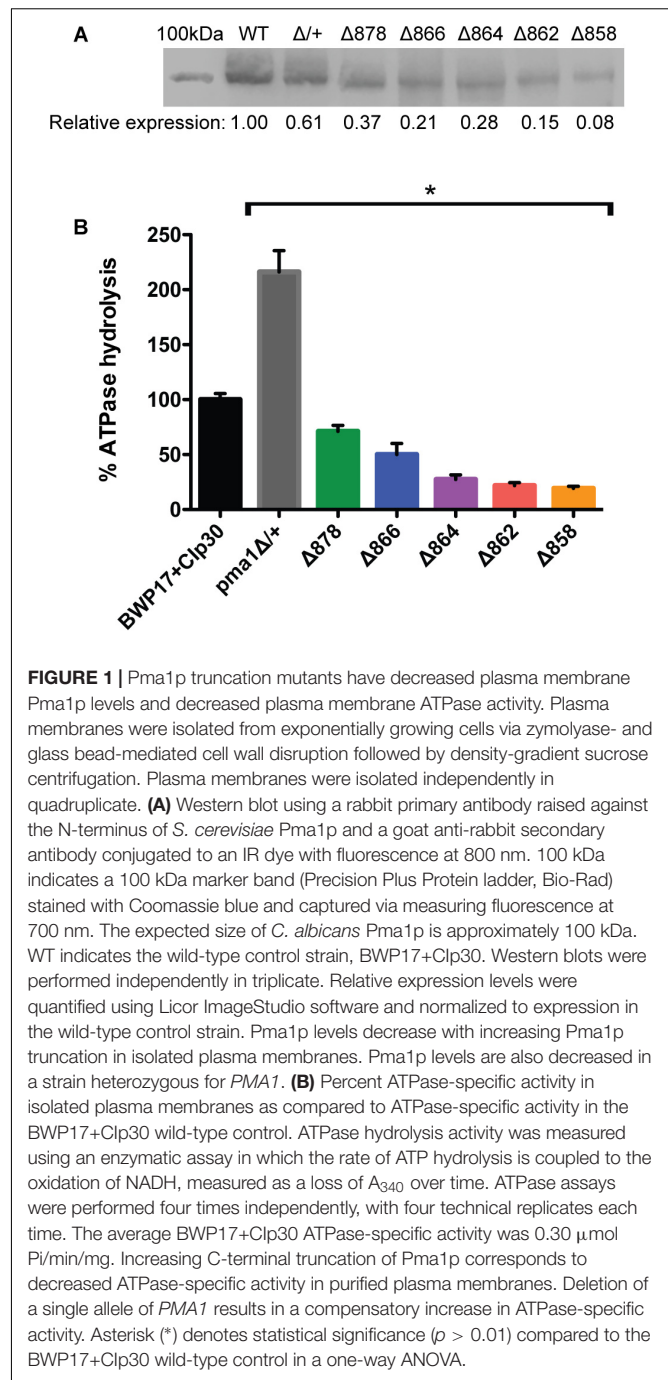 A
100kDa WT Δ/+ Δ878 Δ866 Δ864 Δ862 Δ858
Relative expression: 1.00 0.61 0.37 0.21 0.28 0.15 0.08
*
B
% ATPase hydrolysis
250
200
150
100
50
0
BWP17+Clp30
pma1Δ/+
Δ878
Δ866
Δ864
Δ862
Δ858
FIGURE 1 | Pma1p truncation mutants have decreased plasma membrane
Pma1p levels and decreased plasma membrane ATPase activity. Plasma
membranes were isolated from exponentially growing cells via zymolyase- and
glass bead-mediated cell wall disruption followed by density-gradient sucrose
centrifugation. Plasma membranes were isolated independently in
quadruplicate. (A) Western blot using a rabbit primary antibody raised against
the N-terminus of S. cerevisiae Pma1p and a goat anti-rabbit secondary
antibody conjugated to an IR dye with fluorescence at 800 nm. 100 kDa
indicates a 100 kDa marker band (Precision Plus Protein ladder, Bio-Rad)
stained with Coomassie blue and captured via measuring fluorescence at
700 nm. The expected size of C. albicans Pma1p is approximately 100 kDa.
WT indicates the wild-type control strain, BWP17+Clp30. Western blots were
performed independently in triplicate. Relative expression levels were
quantified using Licor ImageStudio software and normalized to expression in
the wild-type control strain. Pma1p levels decrease with increasing Pma1p
truncation in isolated plasma membranes. Pma1p levels are also decreased in
a strain heterozygous for PMA1. (B) Percent ATPase-specific activity in
isolated plasma membranes as compared to ATPase-specific activity in the
BWP17+Clp30 wild-type control. ATPase hydrolysis activity was measured
using an enzymatic assay in which the rate of ATP hydrolysis is coupled to the
oxidation of NADH, measured as a loss of A340 over time. ATPase assays
were performed four times independently, with four technical replicates each
time. The average BWP17+Clp30 ATPase-specific activity was 0.30 μmol
Pi/min/mg. Increasing C-terminal truncation of Pma1p corresponds to
decreased ATPase-specific activity in purified plasma membranes. Deletion of
a single allele of PMA1 results in a compensatory increase in ATPase-specific
activity. Asterisk (*) denotes statistical significance (p > 0.01) compared to the
BWP17+Clp30 wild-type control in a one-way ANOVA.